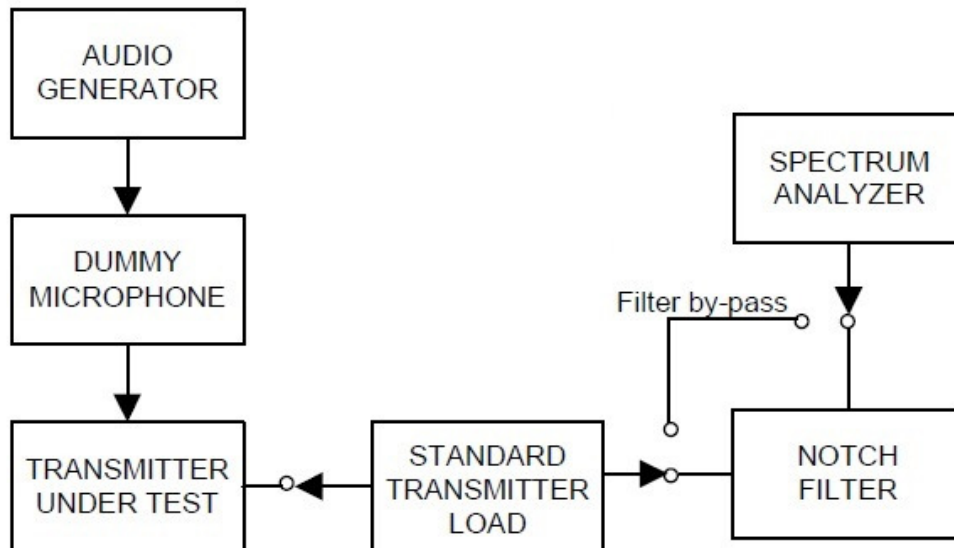 AUDIO
GENERATOR
SPECTRUM
ANALYZER
DUMMY
MICROPHONE
Filter by-pass
TRANSMITTER
UNDER TEST
STANDARD
TRANSMITTER
LOAD
NOTCH
FILTER